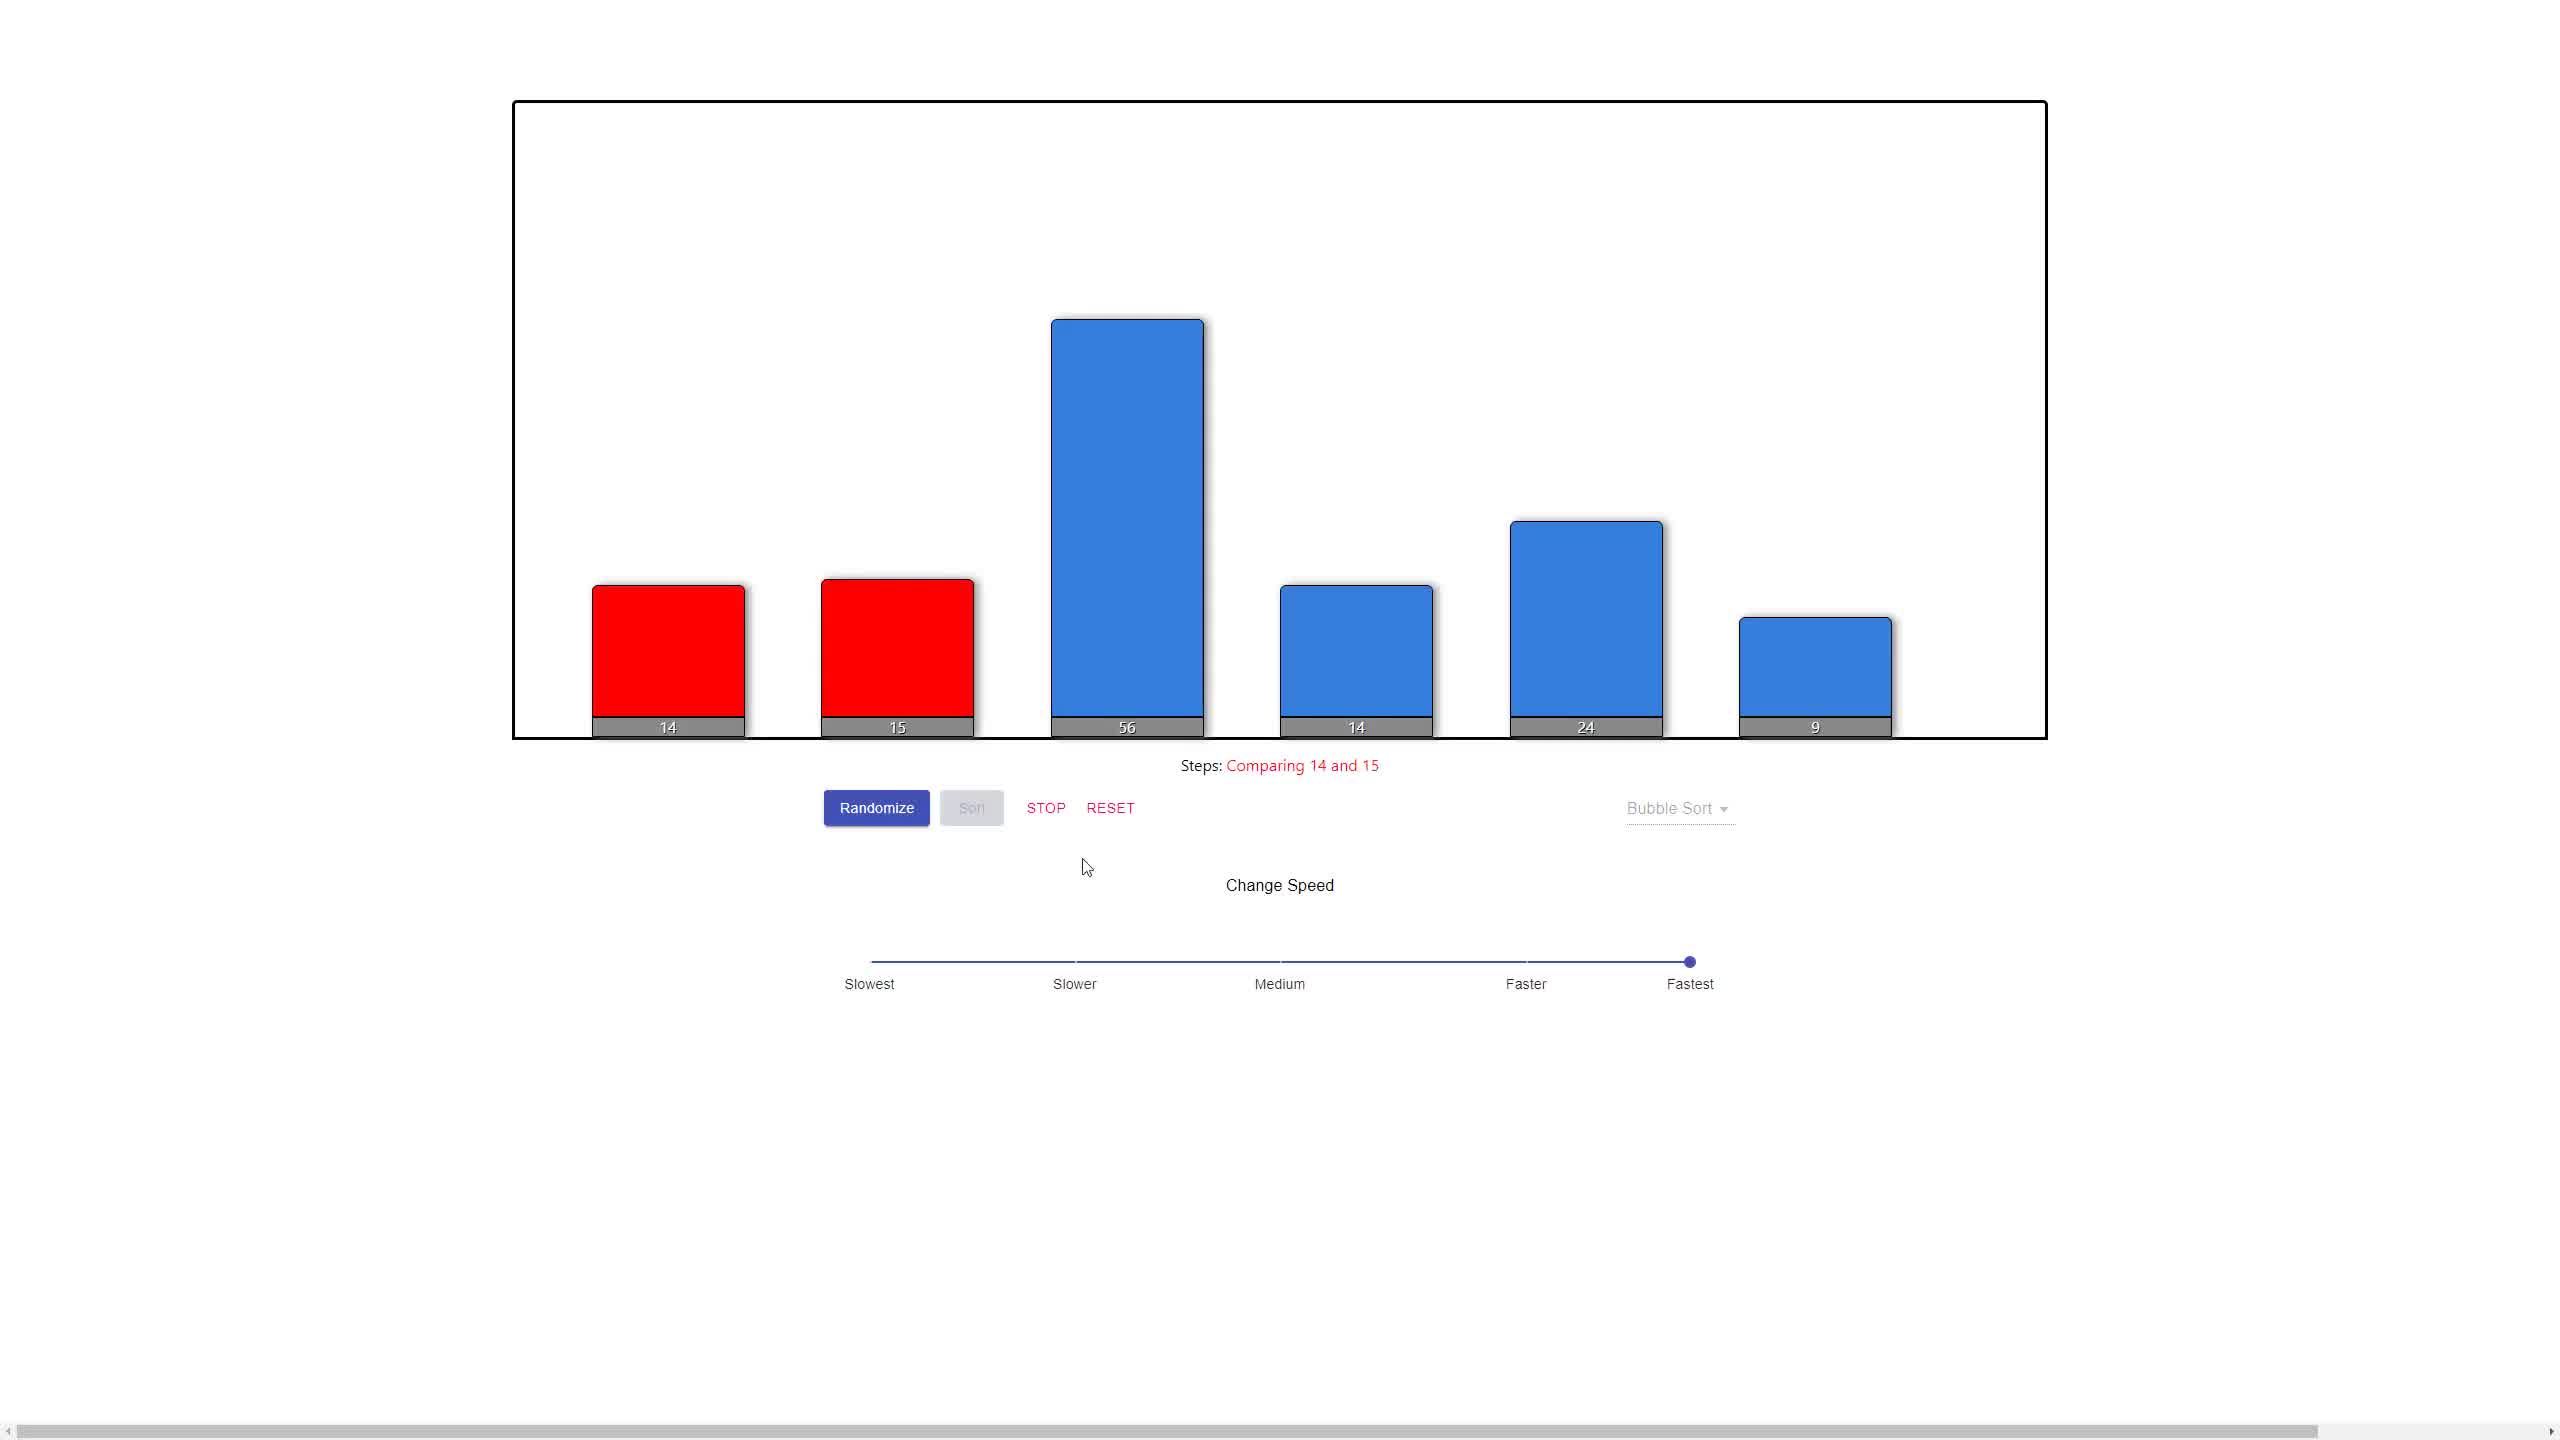 14 15 56 14 24 9
Steps: Comparing 14 and 15
Randomize Sort STOP RESET Bubble Sort
Change Speed
Slowest Slower Medium Faster Fastest